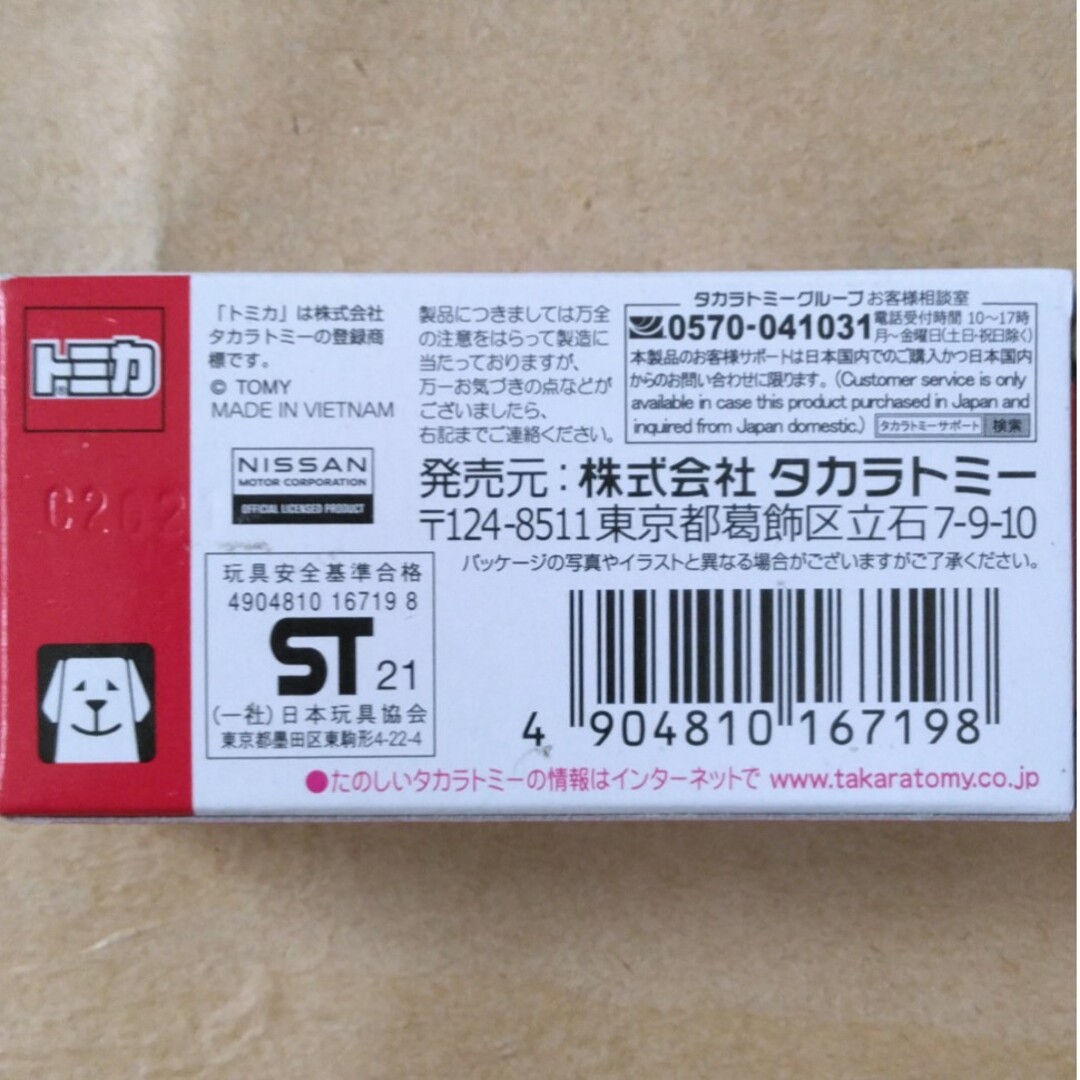 トミカ
®
C202
「トミカ」は株式会社
タカラトミーの登録商
標です。
© TOMY
MADE IN VIETNAM
NISSAN
MOTOR CORPORATION
OFFICIAL LICENSED PRODUCT
製品につきましては万全
の注意をはらって製造に
当たっておりますが、
万一お気づきの点などが
ございましたら、
右記までご連絡ください。
タカラトミーグループお客様相談室
0570-041031 電話受付時間 10〜17時
月〜金曜日(土日・祝日除く)
本製品のお客様サポートは日本国内でのご購入かつ日本国内
からのお問い合わせに限ります。(Customer service is only
available in case this product purchased in Japan and
inquired from Japan domestic.) タカラトミーサポート 検索
発売元:株式会社 タカラトミー
〒124-8511東京都葛飾区立石7-9-10
パッケージの写真やイラストと異なる場合がございますがご了承ください。
玩具安全基準合格
4904810 16719 8
ST 21
(一社)日本玩具協会
東京都墨田区東駒形4-22-4
4 904810 167198
●たのしいタカラトミーの情報はインターネットで www.takaratomy.co.jp